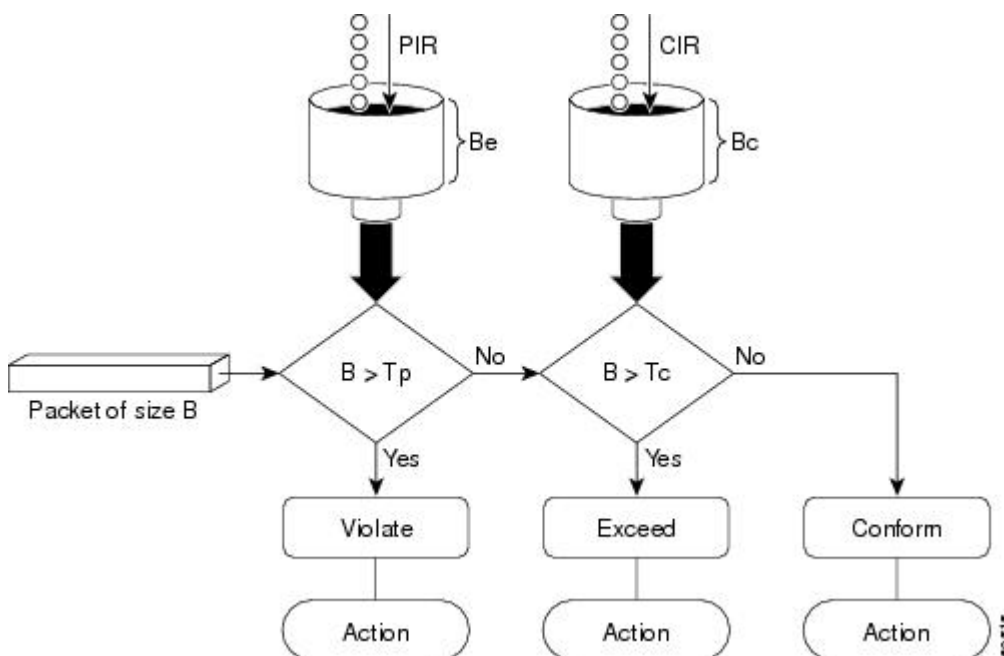 PIR
CIR
Be
Bc
B > Tp
No
B > Tc
No
Packet of size B
Yes
Yes
Violate
Exceed
Conform
Action
Action
Action